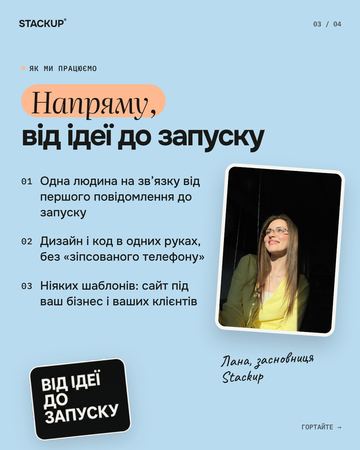 STACKUP®
03 / 04
ЯК МИ ПРАЦЮЄМО
Напряму,
від ідеї до запуску
01 Одна людина на зв’язку від
першого повідомлення до
запуску
02 Дизайн і код в одних руках,
без «зіпсованого телефону»
03 Ніяких шаблонів: сайт під
ваш бізнес і ваших клієнтів
Лана, засновниця
Stackup
ВІД ІДЕЇ
ДО
ЗАПУСКУ
ГОРТАЙТЕ →